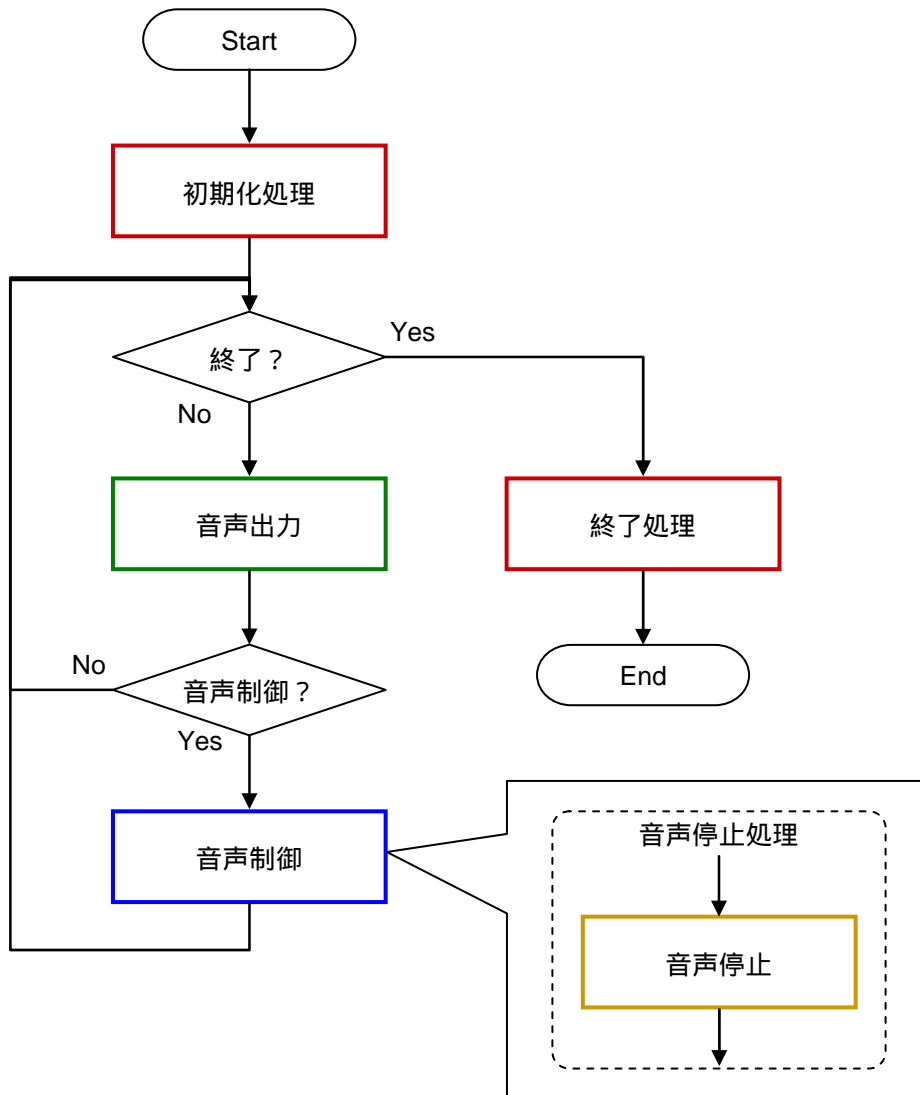 Start
初期化処理
終了？
Yes
No
音声出力
終了処理
No
音声制御？
End
Yes
音声制御
音声停止処理
音声停止